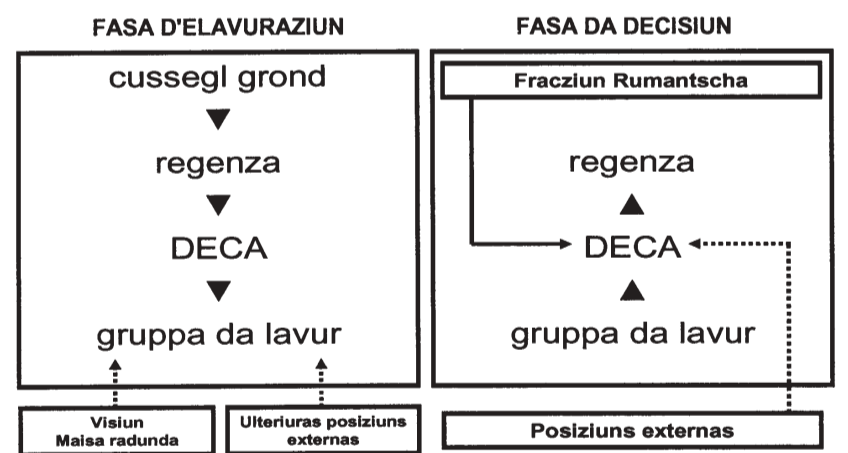 FASA D'ELAVURAZIUN
cussegl grond
regenza
DECA
gruppa da lavur
Visiun
Maisa radunda
Ulteriuras posiziuns
externas
FASA DA DECISIUN
Fracziun Rumantscha
regenza
DECA
gruppa da lavur
Posiziuns externas